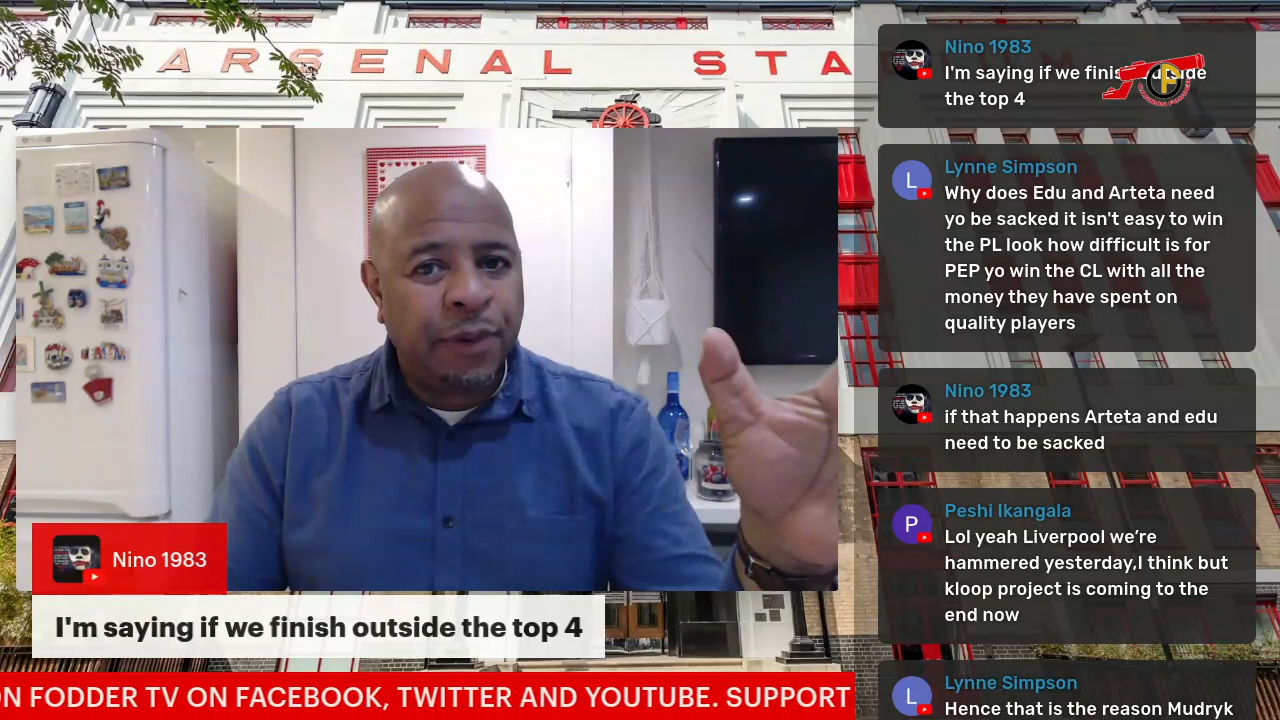 ARSENAL STA
Nino 1983
I'm saying if we finish outside
the top 4
Lynne Simpson
Why does Edu and Arteta need
yo be sacked it isn't easy to win
the PL look how difficult is for
PEP yo win the CL with all the
money they have spent on
quality players
Nino 1983
if that happens Arteta and edu
need to be sacked
Peshi Ikangala
Lol yeah Liverpool we’re
hammered yesterday,I think but
kloop project is coming to the
end now
Lynne Simpson
Hence that is the reason Mudryk
Nino 1983
I'm saying if we finish outside the top 4
ON FODDER TV ON FACEBOOK, TWITTER AND YOUTUBE. SUPPORT